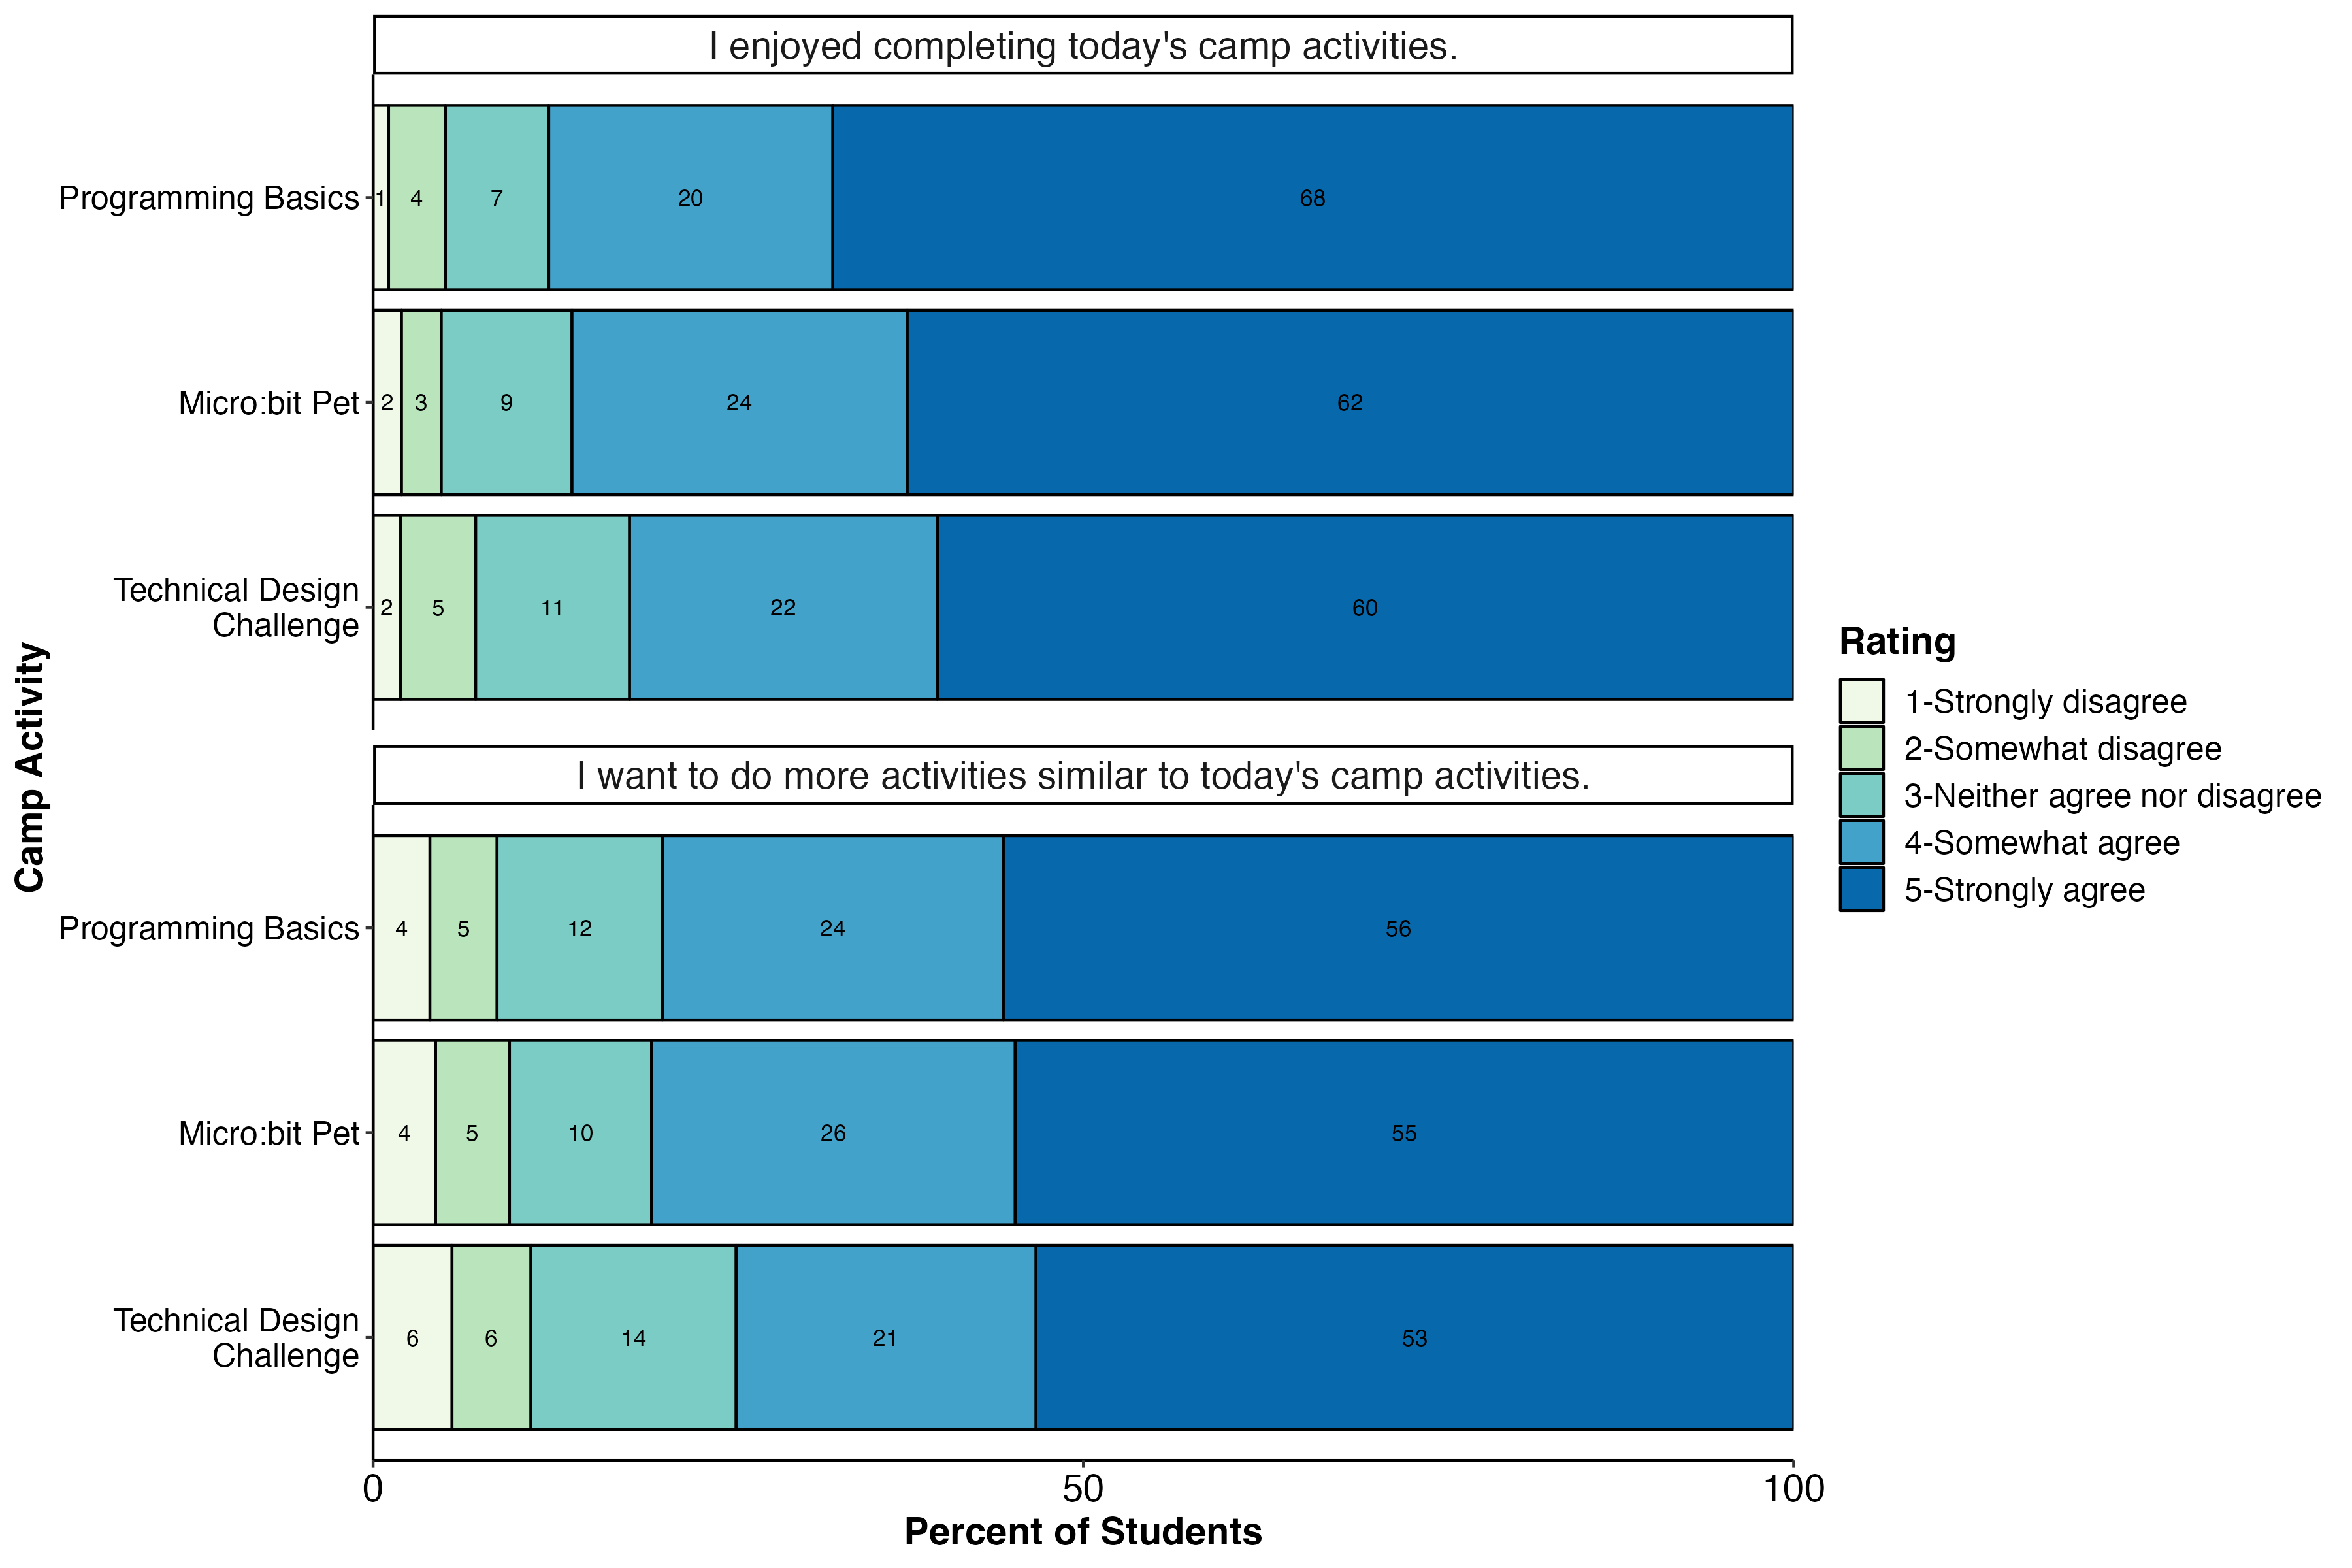 I enjoyed completing today's camp activities.
Programming Basics
1 4 7 20 68
Micro:bit Pet
2 3 9 24 62
Technical Design
Challenge
2 5 11 22 60
I want to do more activities similar to today's camp activities.
Programming Basics
4 5 12 24 56
Micro:bit Pet
4 5 10 26 55
Technical Design
Challenge
6 6 14 21 53
0 50 100
Percent of Students
Camp Activity
Rating
1-Strongly disagree
2-Somewhat disagree
3-Neither agree nor disagree
4-Somewhat agree
5-Strongly agree